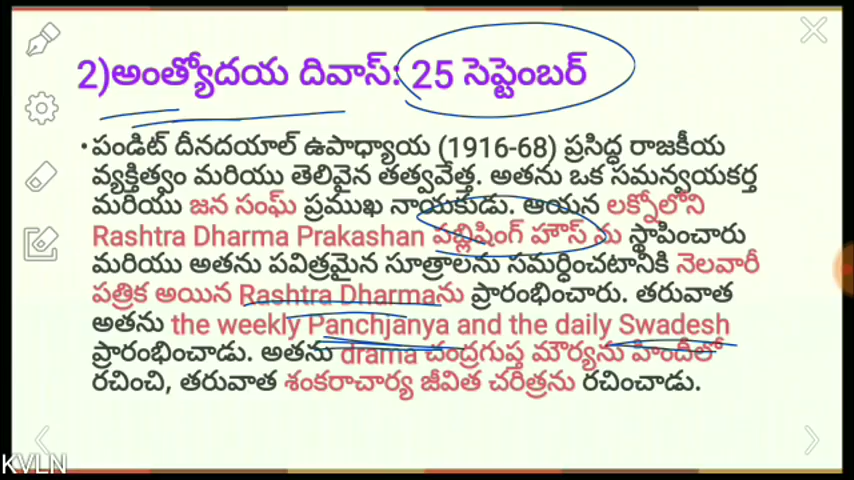 2)అంత్యోదయ దివాస్: 25 సెప్టెంబర్
•పండిట్ దీనదయాల్ ఉపాధ్యాయ (1916-68) ప్రసిద్ధ రాజకీయ
వ్యక్తిత్వం మరియు తెలివైన తత్వవేత్త. అతను ఒక సమన్వయకర్త
మరియు జన సంఘ్ ప్రముఖ నాయకుడు. ఆయన లక్నోలోని
Rashtra Dharma Prakashan పబ్లిషింగ్ హౌస్ ను స్థాపించారు
మరియు అతను పవిత్రమైన సూత్రాలను సమర్ధించటానికి నెలవారీ
పత్రిక అయిన Rashtra Dharmaను ప్రారంభించారు. తరువాత
అతను the weekly Panchjanya and the daily Swadesh
ప్రారంభించాడు. అతను drama చంద్రగుప్త మౌర్యను హిందీలో
రచించి, తరువాత శంకరాచార్య జీవిత చరిత్రను రచించాడు.
KVLN